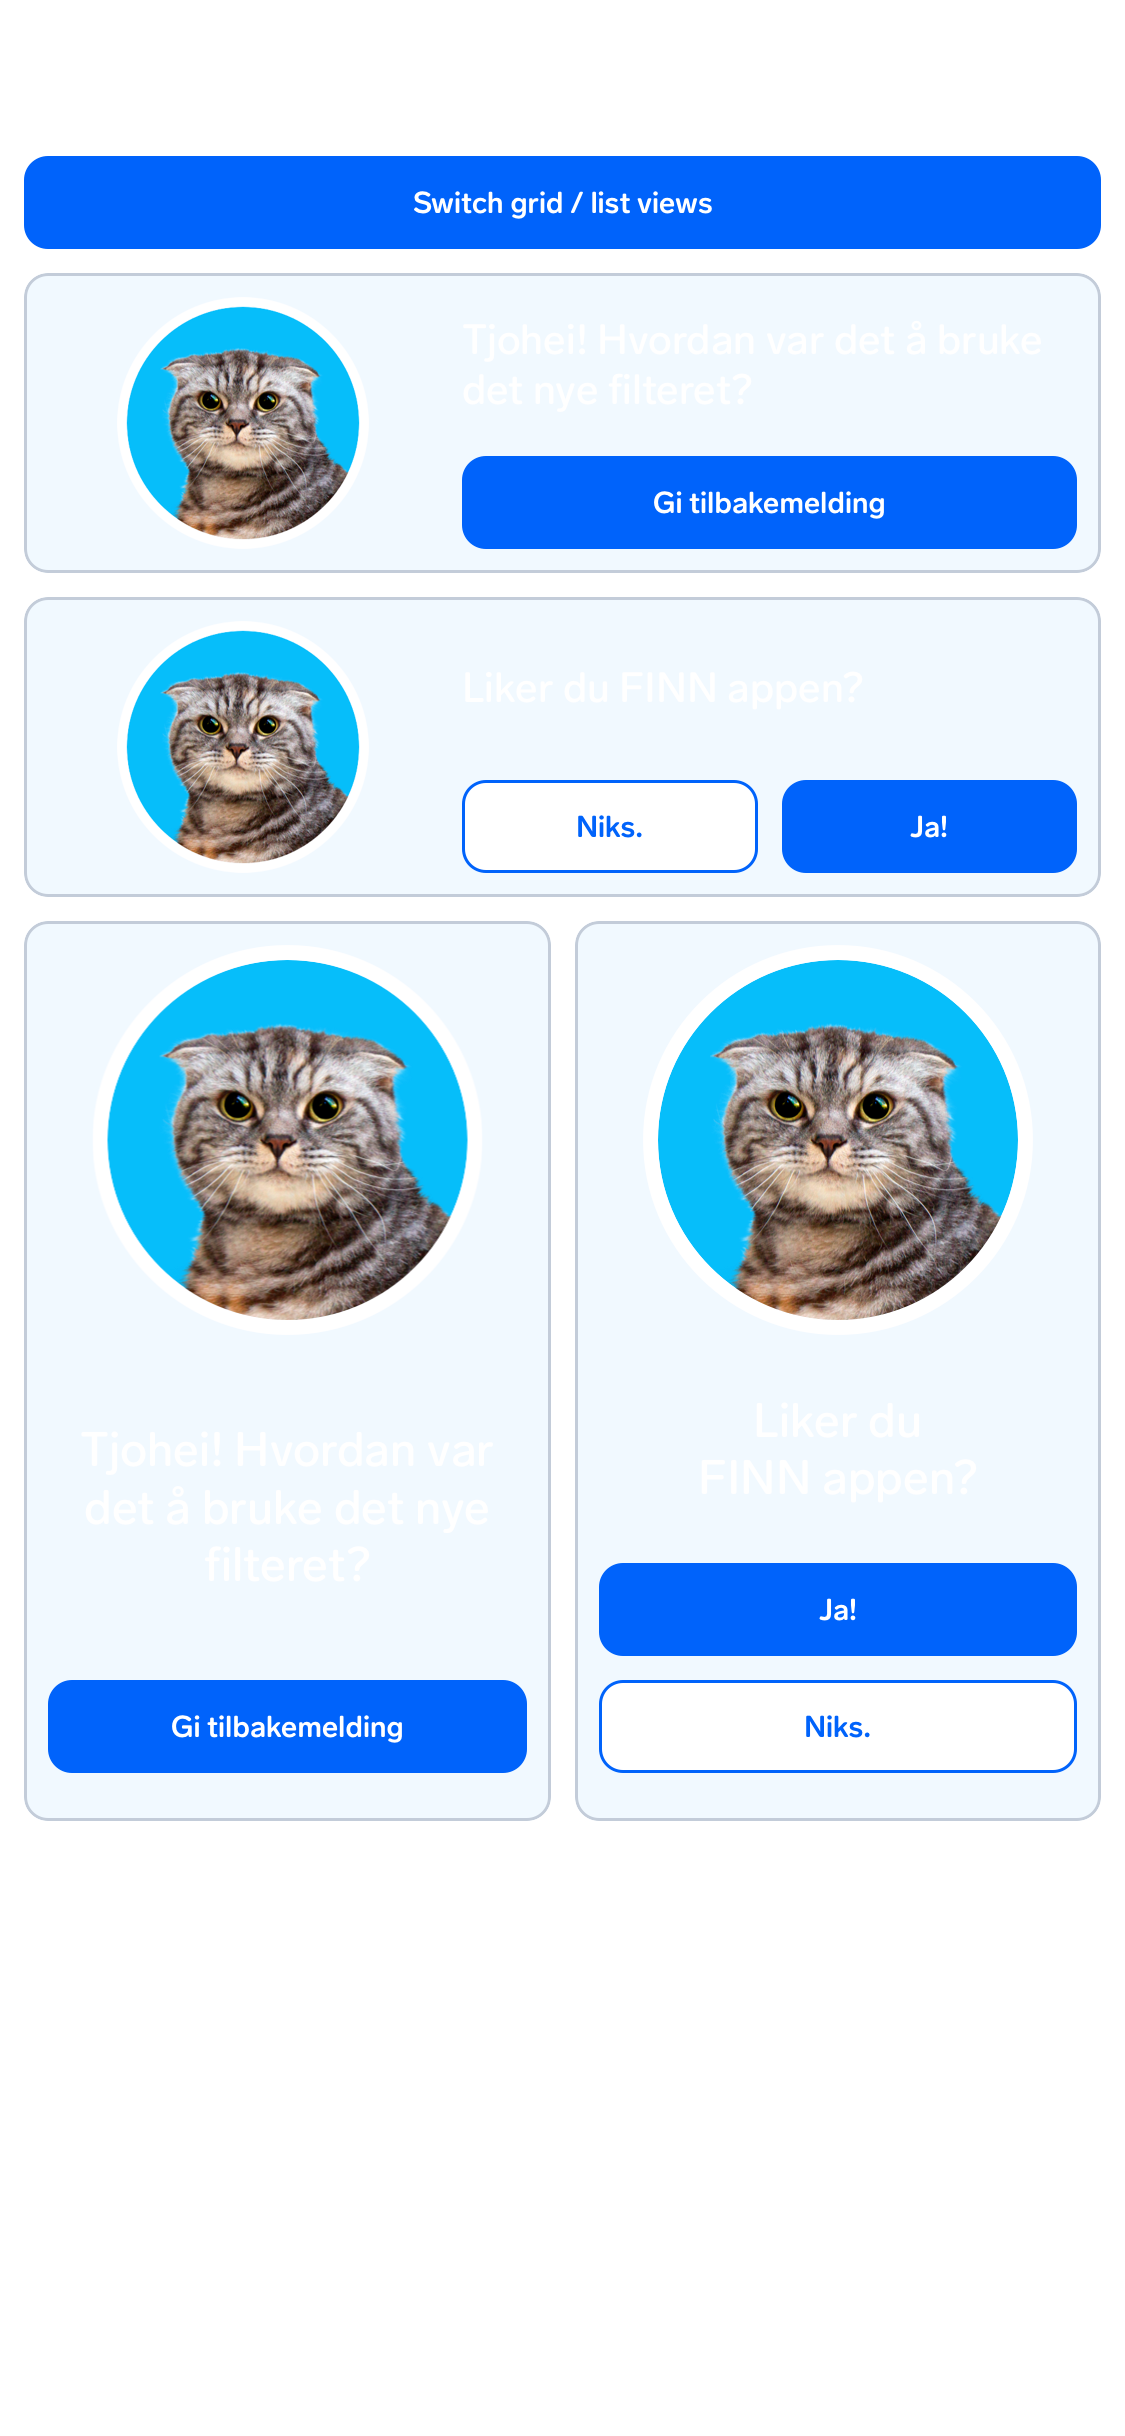 Switch grid / list views
Tjohei! Hvordan var det å bruke
det nye filteret?
Gi tilbakemelding
Liker du FINN appen?
Niks.
Ja!
Tjohei! Hvordan var
det å bruke det nye
filteret?
Gi tilbakemelding
Liker du
FINN appen?
Ja!
Niks.